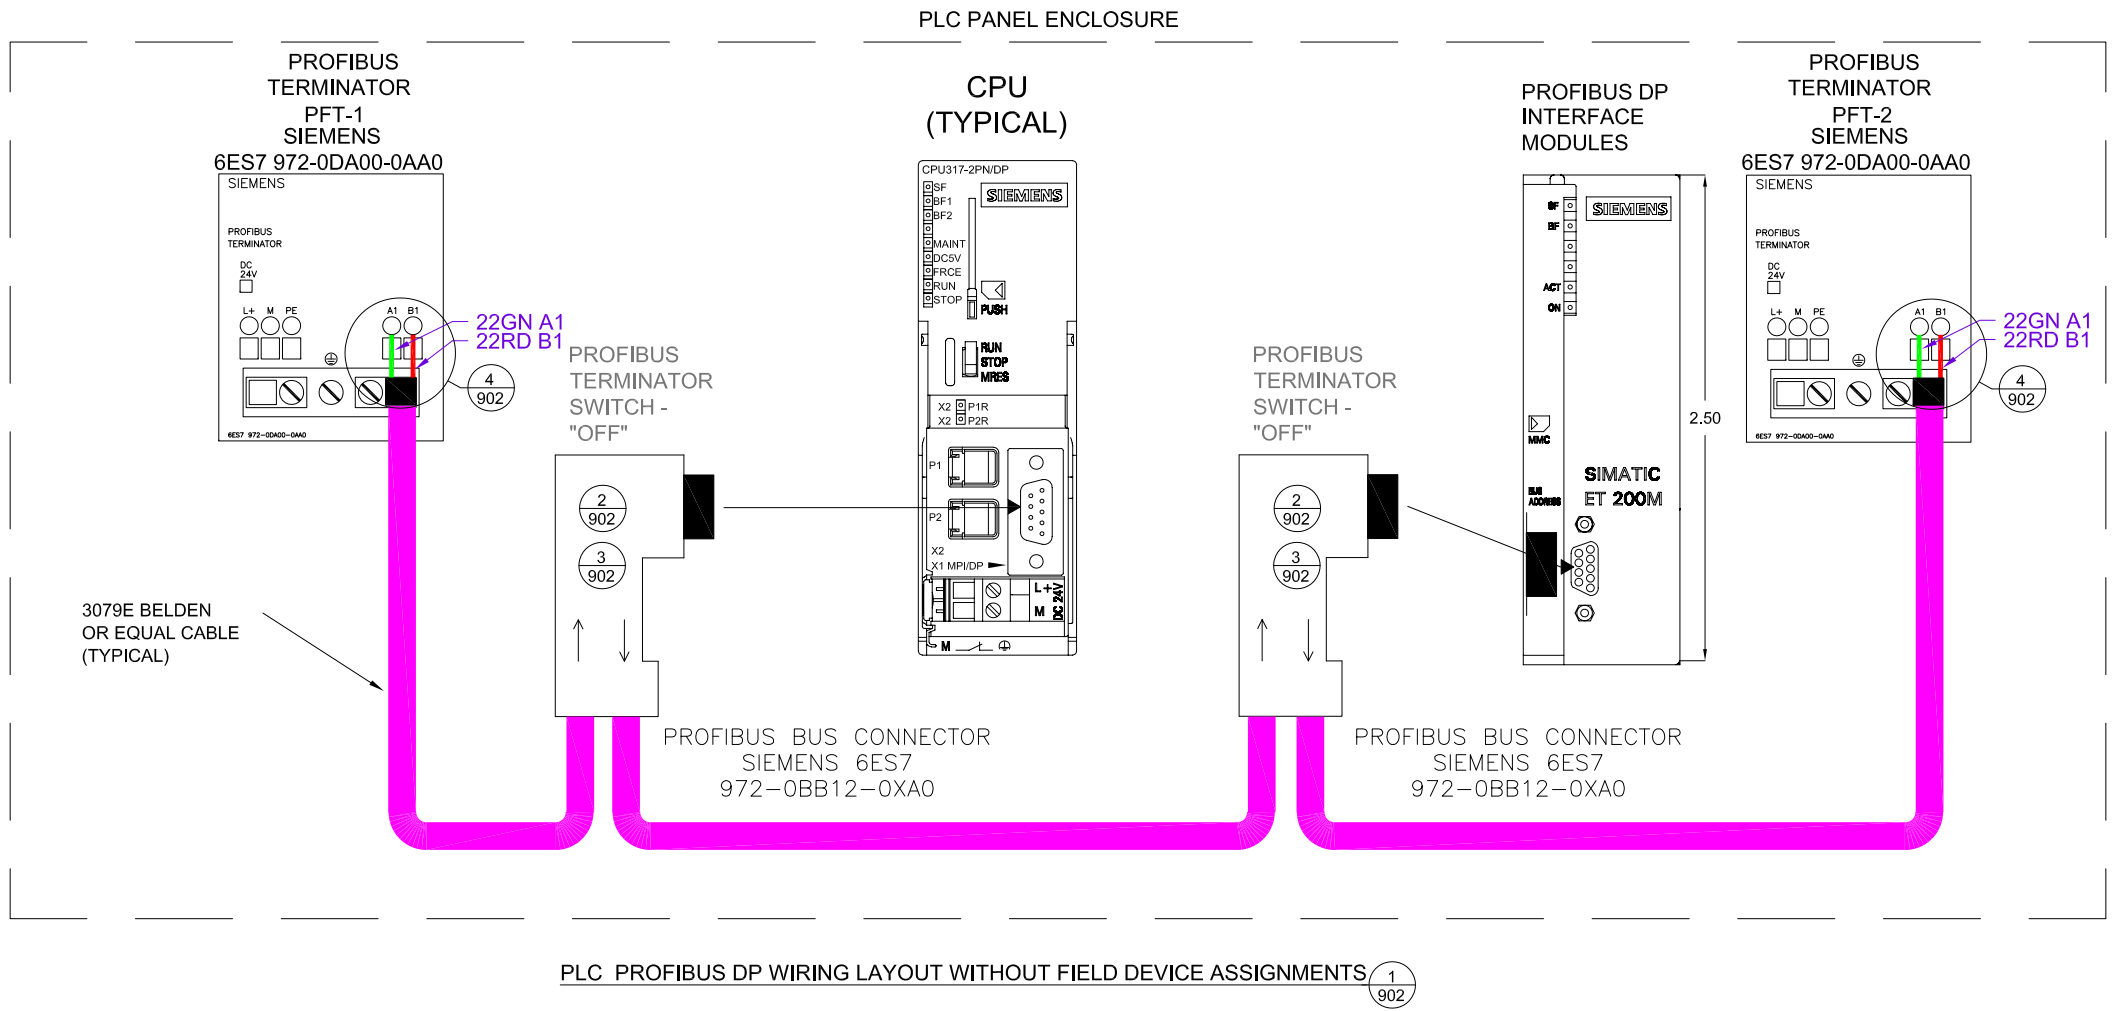 PLC PANEL ENCLOSURE
PROFIBUS
TERMINATOR
PFT-1
SIEMENS
6ES7 972-0DA00-0AA0
SIEMENS
PROFIBUS
TERMINATOR
DC
24V
L+ M PE
A1 B1
22GN A1
22RD B1
4
902
6ES7 972-0DA00-0AA0
PROFIBUS
TERMINATOR
SWITCH -
"OFF"
2
902
3
902
3079E BELDEN
OR EQUAL CABLE
(TYPICAL)
PROFIBUS BUS CONNECTOR
SIEMENS 6ES7
972-0BB12-0XA0
CPU
(TYPICAL)
CPU317-2PN/DP
SIEMENS
SF
BF1
BF2
MAINT
DC5V
FRCE
RUN
STOP
PUSH
RUN
STOP
MRES
X2 P1R
X2 P2R
P1
P2
X2
X1 MPI/DP
L+
M
DC 24V
M
PROFIBUS
TERMINATOR
SWITCH -
"OFF"
2
902
3
902
PROFIBUS BUS CONNECTOR
SIEMENS 6ES7
972-0BB12-0XA0
PROFIBUS DP
INTERFACE
MODULES
SIEMENS
SF
BF
ACT
ON
MMC
BUS
ADDRESS
SIMATIC
ET 200M
2.50
PROFIBUS
TERMINATOR
PFT-2
SIEMENS
6ES7 972-0DA00-0AA0
SIEMENS
PROFIBUS
TERMINATOR
DC
24V
L+ M PE
A1 B1
22GN A1
22RD B1
4
902
6ES7 972-0DA00-0AA0
PLC PROFIBUS DP WIRING LAYOUT WITHOUT FIELD DEVICE ASSIGNMENTS
1
902